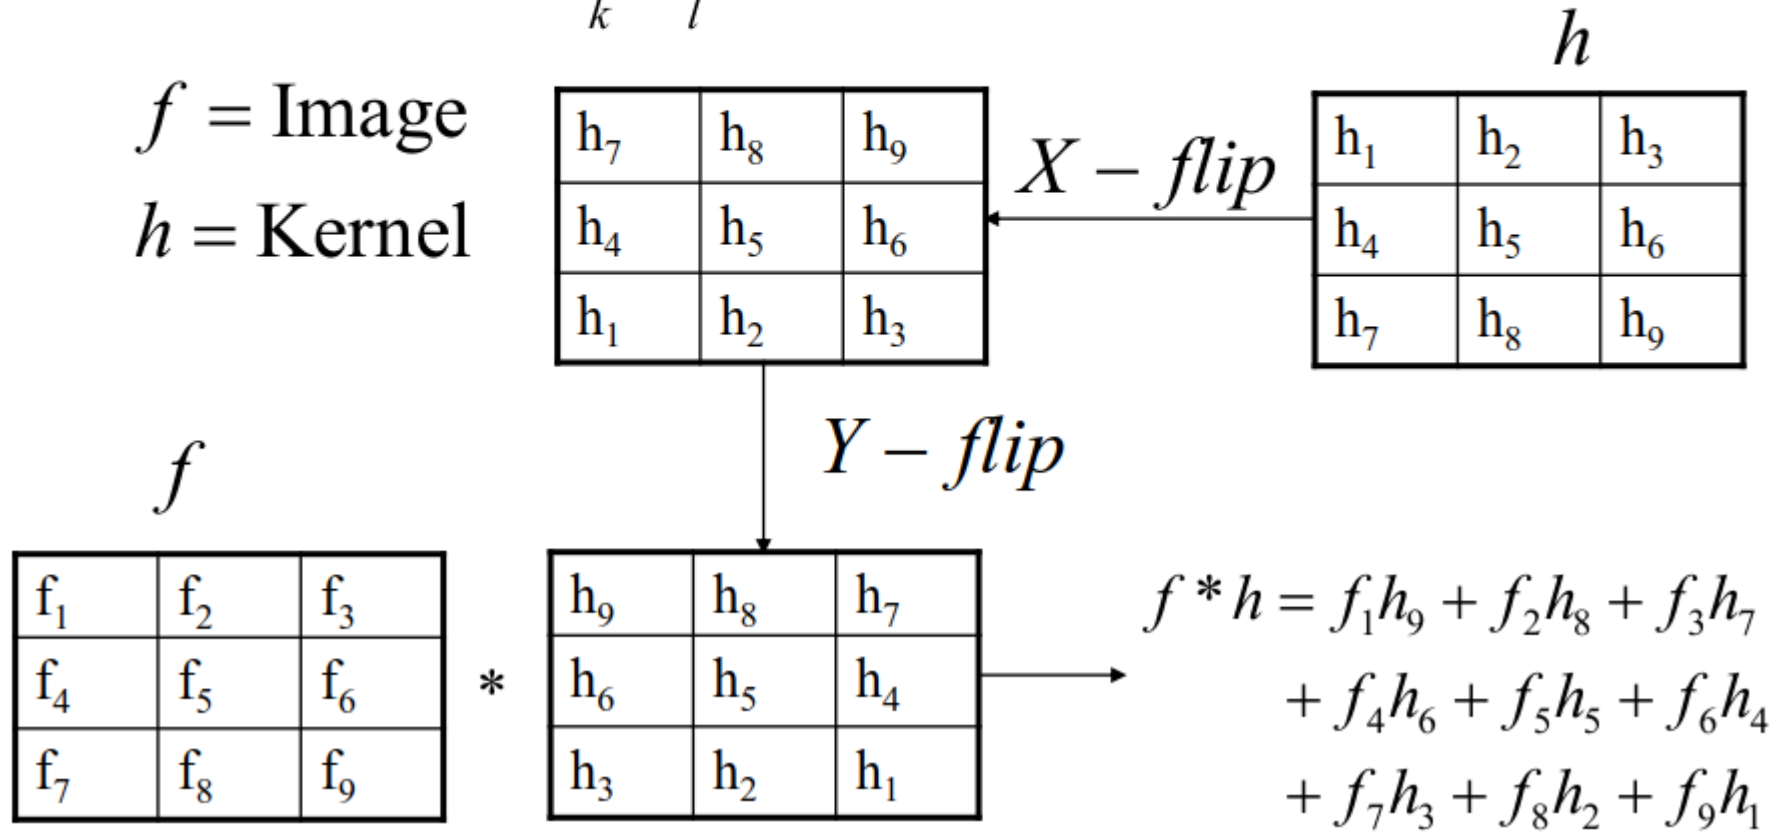 k l
f = Image
h = Kernel
h₇ h₈ h₉
h₄ h₅ h₆
h₁ h₂ h₃
X – flip
h
h₁ h₂ h₃
h₄ h₅ h₆
h₇ h₈ h₉
Y – flip
f
f₁ f₂ f₃
f₄ f₅ f₆
f₇ f₈ f₉
*
h₉ h₈ h₇
h₆ h₅ h₄
h₃ h₂ h₁
f * h = f₁h₉ + f₂h₈ + f₃h₇
+ f₄h₆ + f₅h₅ + f₆h₄
+ f₇h₃ + f₈h₂ + f₉h₁